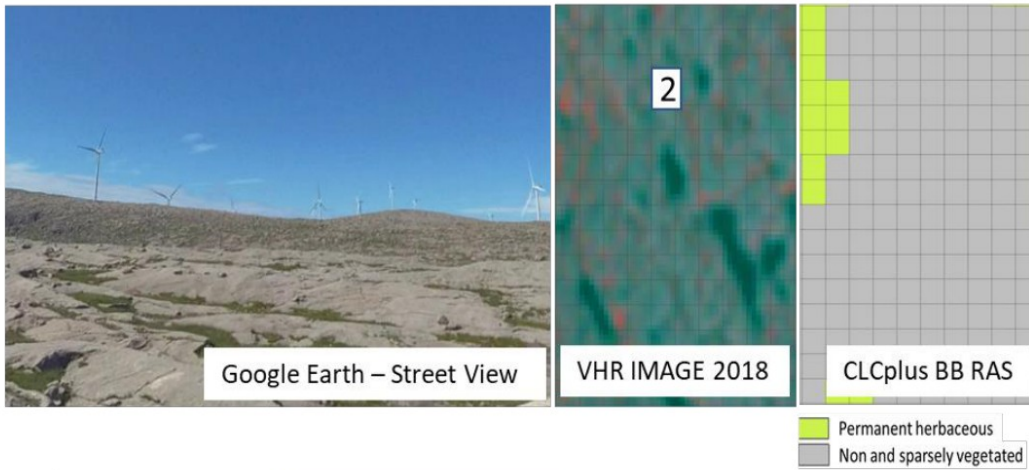 2
Google Earth – Street View
VHR IMAGE 2018
CLCplus BB RAS
Permanent herbaceous
Non and sparsely vegetated